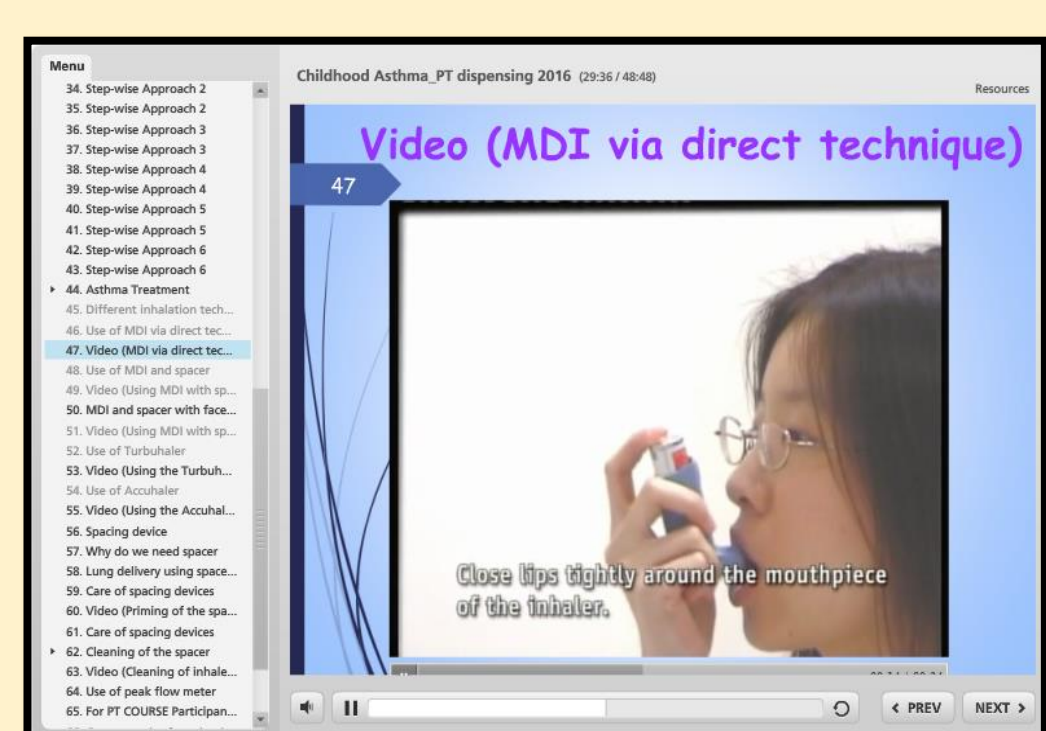 Menu
34. Step-wise Approach 2
35. Step-wise Approach 2
36. Step-wise Approach 3
37. Step-wise Approach 3
38. Step-wise Approach 4
39. Step-wise Approach 4
40. Step-wise Approach 5
41. Step-wise Approach 5
42. Step-wise Approach 6
43. Step-wise Approach 6
44. Asthma Treatment
45. Different inhalation tech...
46. Use of MDI via direct tec...
47. Video (MDI via direct tec...
48. Use of MDI and spacer
49. Video (Using MDI with sp...
50. MDI and spacer with face...
51. Video (Using MDI with sp...
52. Use of Turbuhaler
53. Video (Using the Turbuh...
54. Use of Accuhaler
55. Video (Using the Accuhal...
56. Spacing device
57. Why do we need spacer
58. Lung delivery using space...
59. Care of spacing devices
60. Video (Priming of the spa...
61. Care of spacing devices
62. Cleaning of the spacer
63. Video (Cleaning of inhale...
64. Use of peak flow meter
65. For PT COURSE Participan...
Childhood Asthma_PT dispensing 2016 (29:36 / 48:48)
Resources
Video (MDI via direct technique)
47
Close lips tightly around the mouthpiece
of the inhaler.
< PREV
NEXT >